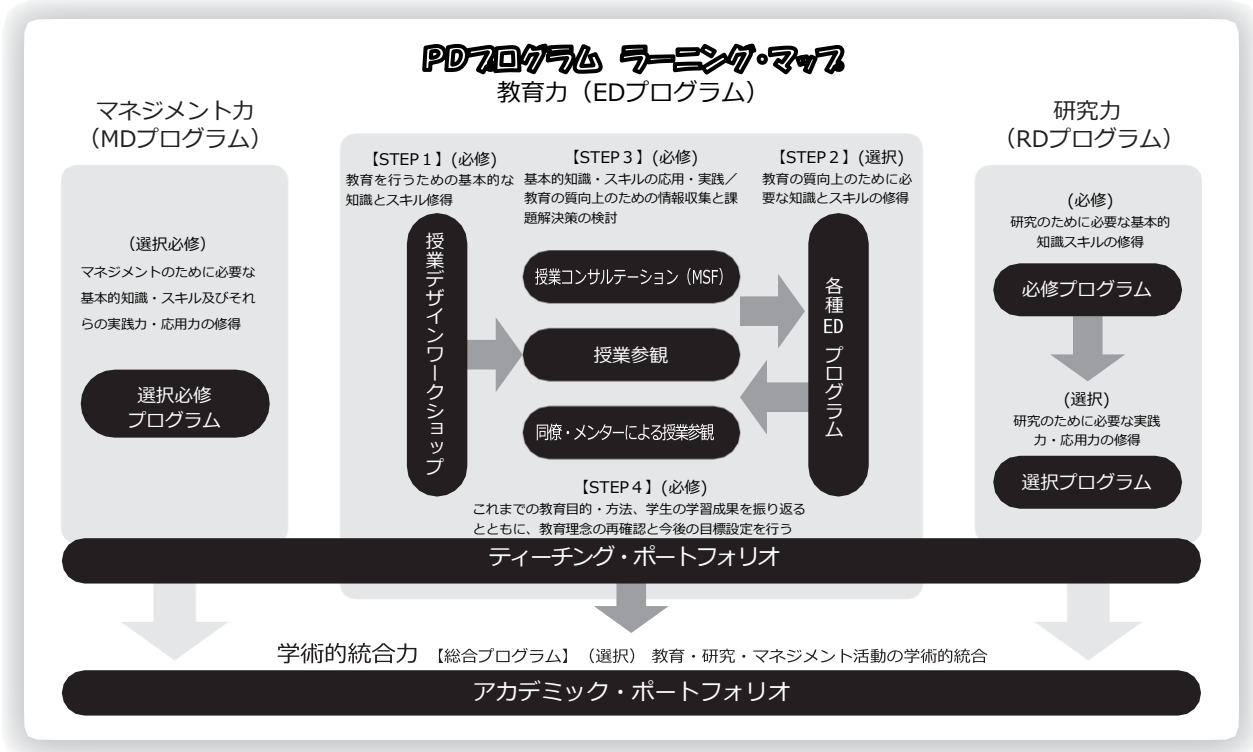 PDプログラム ラーニング・マップ
教育力（EDプログラム）
マネジメント力
（MDプログラム）
（選択必修）
マネジメントのために必要な
基本的知識・スキル及びそれ
らの実践力・応用力の修得
選択必修
プログラム
【STEP１】(必修)
教育を行うための基本的な
知識とスキル修得
授業デザインワークショップ
【STEP３】(必修)
基本的知識・スキルの応用・実践／
教育の質向上のための情報収集と課
題解決策の検討
授業コンサルテーション（MSF）
授業参観
同僚・メンターによる授業参観
【STEP２】(選択)
教育の質向上のために必
要な知識とスキルの修得
各種ED プログラム
【STEP４】(必修)
これまでの教育目的・方法、学生の学習成果を振り返る
とともに、教育理念の再確認と今後の目標設定を行う
研究力
（RDプログラム）
(必修)
研究のために必要な基本的
知識スキルの修得
必修プログラム
(選択)
研究のために必要な実践
力・応用力の修得
選択プログラム
ティーチング・ポートフォリオ
学術的統合力 【総合プログラム】（選択） 教育・研究・マネジメント活動の学術的統合
アカデミック・ポートフォリオ